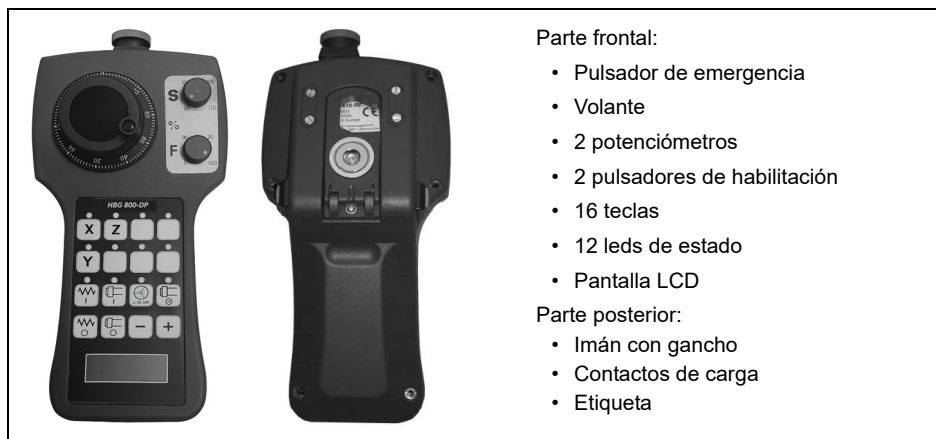 Parte frontal:
• Pulsador de emergencia
• Volante
• 2 potenciómetros
• 2 pulsadores de habilitación
• 16 teclas
• 12 leds de estado
• Pantalla LCD
Parte posterior:
• Imán con gancho
• Contactos de carga
• Etiqueta
S
%
F
HBG 800-DP
X Z
Y
− +
CE